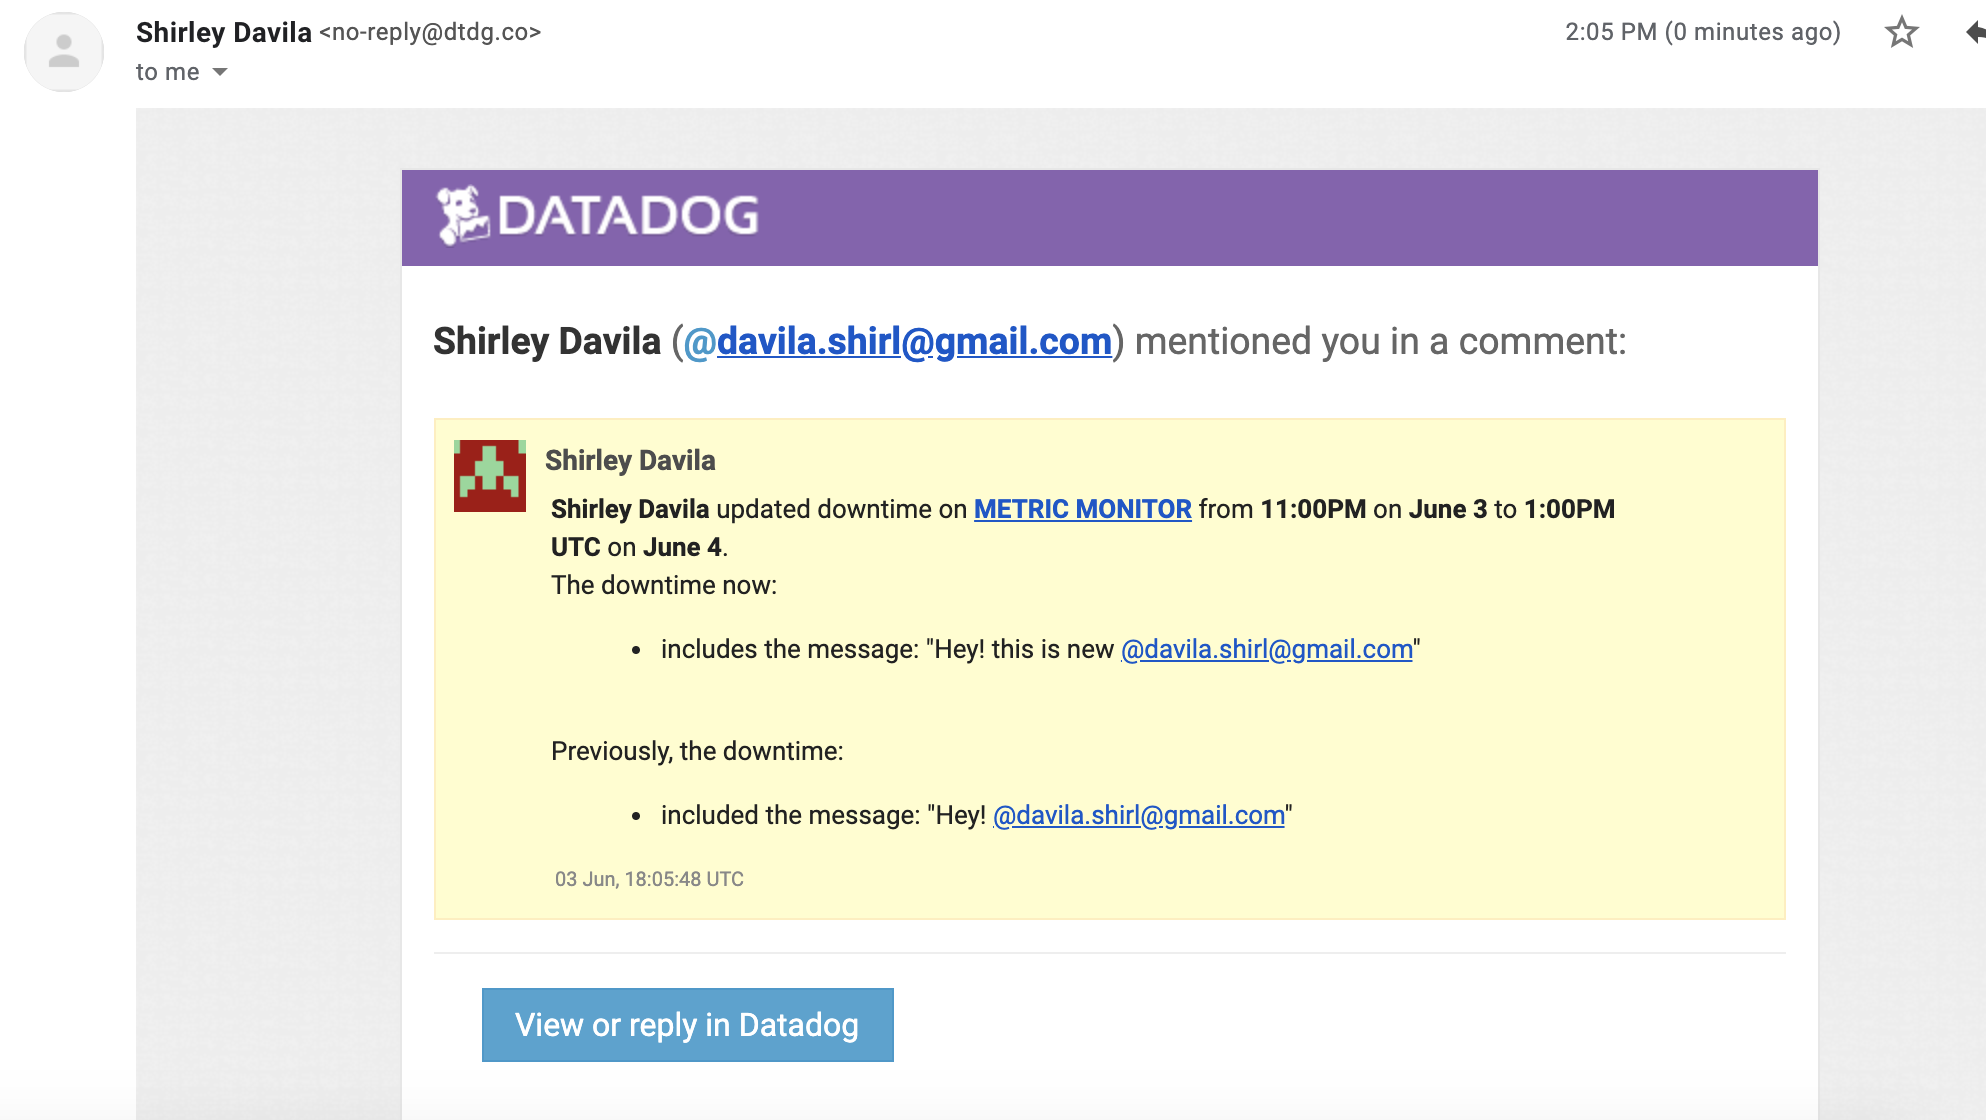 Shirley Davila <no-reply@dtdg.co>
2:05 PM (0 minutes ago)
to me
DATADOG
Shirley Davila (@davila.shirl@gmail.com) mentioned you in a comment:
Shirley Davila
Shirley Davila updated downtime on METRIC MONITOR from 11:00PM on June 3 to 1:00PM
UTC on June 4.
The downtime now:
• includes the message: "Hey! this is new @davila.shirl@gmail.com"
Previously, the downtime:
• included the message: "Hey! @davila.shirl@gmail.com"
03 Jun, 18:05:48 UTC
View or reply in Datadog